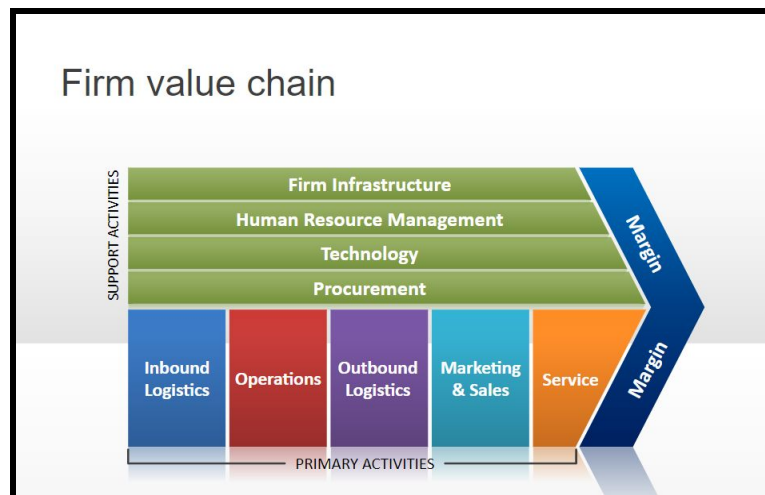 Firm value chain
SUPPORT ACTIVITIES
Firm Infrastructure
Human Resource Management
Technology
Procurement
Margin
Inbound
Logistics
Operations
Outbound
Logistics
Marketing
& Sales
Service
Margin
PRIMARY ACTIVITIES